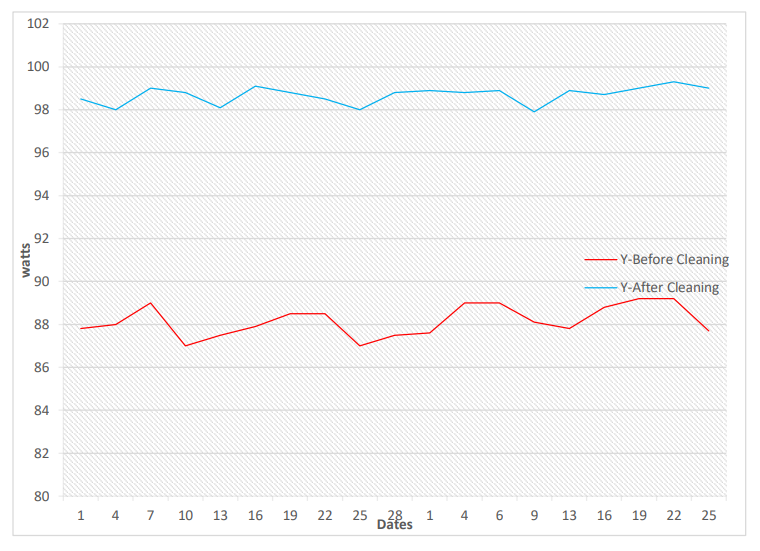 102
100
98
96
94
92
90
88
86
84
82
80
watts
Y-Before Cleaning
Y-After Cleaning
1 4 7 10 13 16 19 22 25 28 1 4 6 9 13 16 19 22 25
Dates